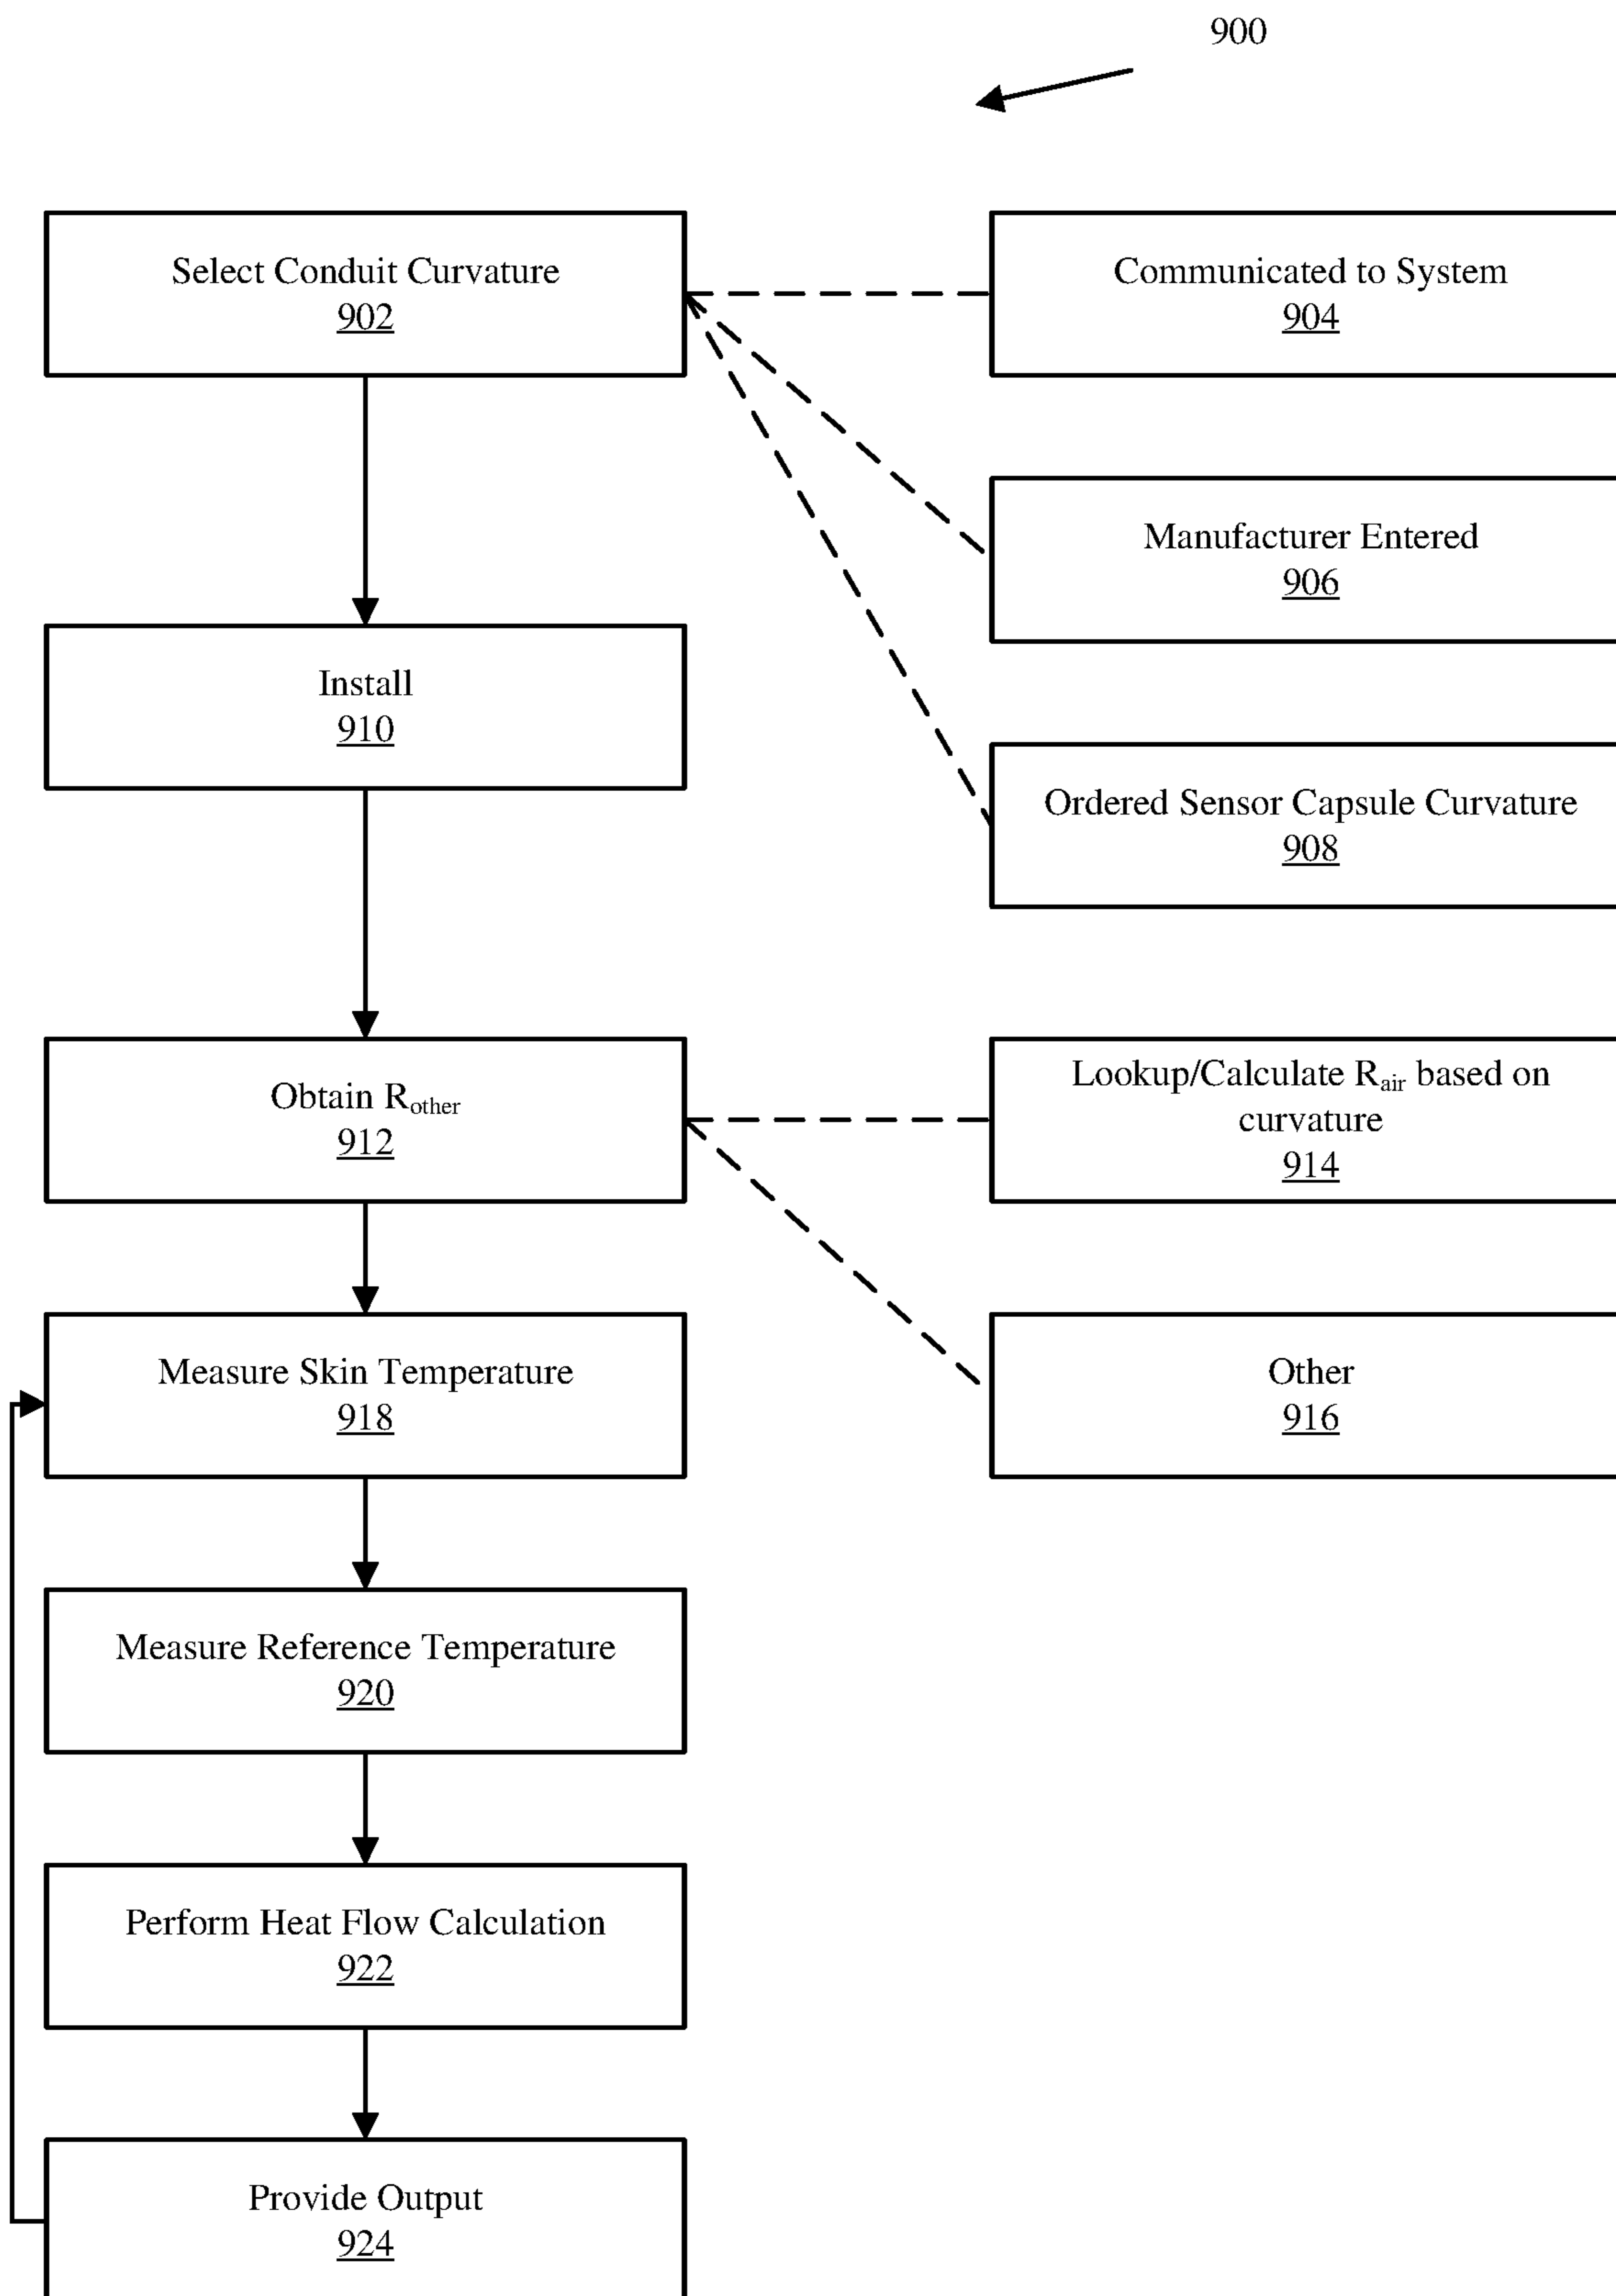 900
Select Conduit Curvature
902
Communicated to System
904
Manufacturer Entered
906
Install
910
Ordered Sensor Capsule Curvature
908
Obtain Rother
912
Lookup/Calculate Rair based on
curvature
914
Measure Skin Temperature
918
Other
916
Measure Reference Temperature
920
Perform Heat Flow Calculation
922
Provide Output
924